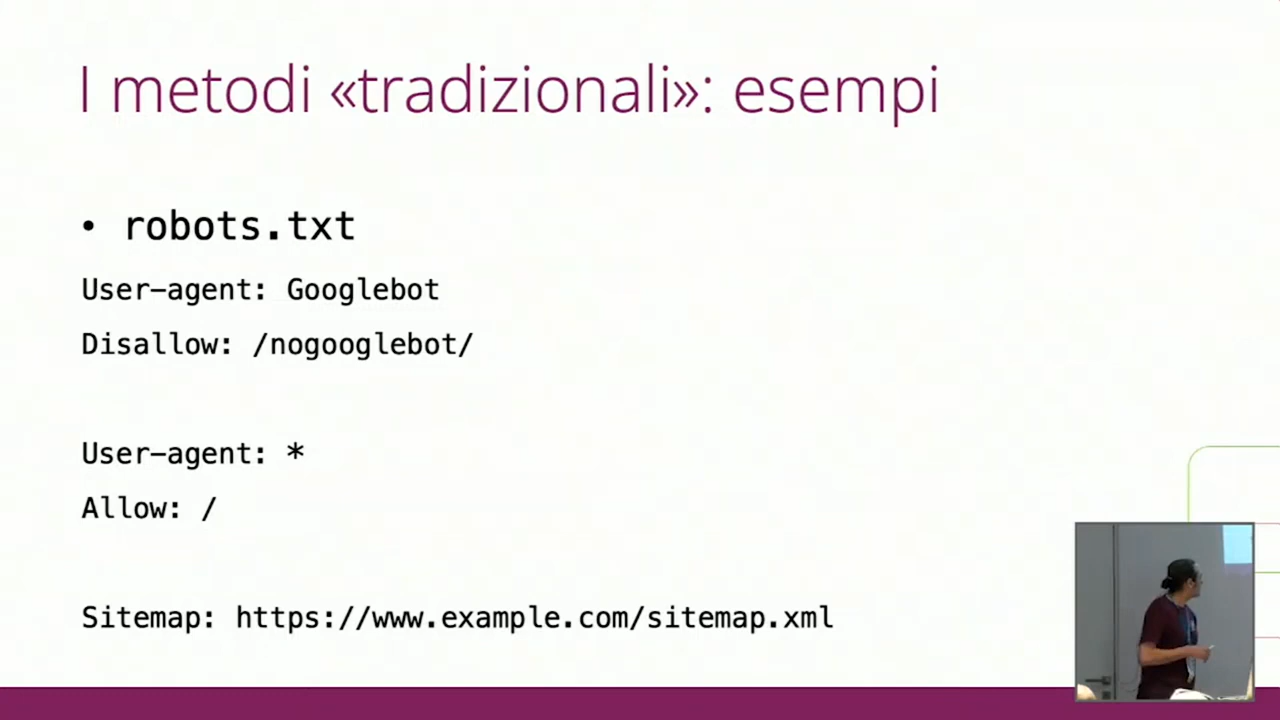 I metodi «tradizionali»: esempi
• robots.txt
User-agent: Googlebot
Disallow: /nogooglebot/
User-agent: *
Allow: /
Sitemap: https://www.example.com/sitemap.xml